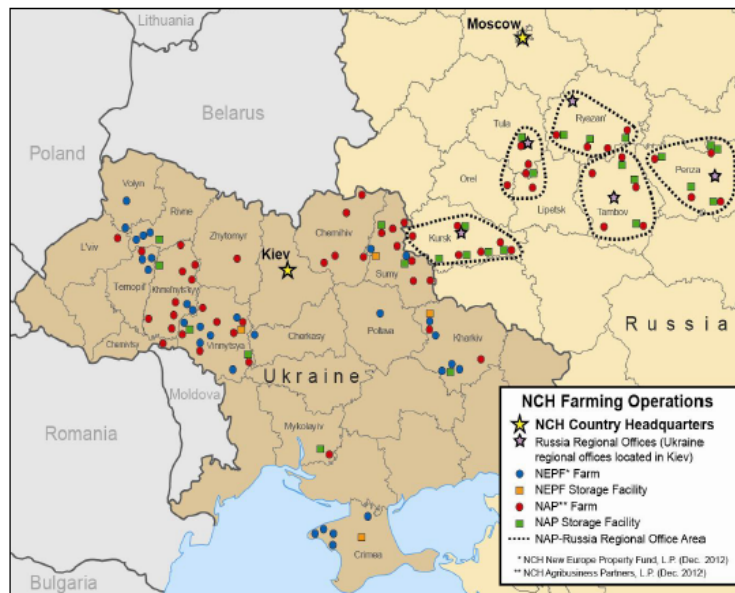 Lithuania
Moscow
Belarus
Poland
Tula
Ryazan'
Orel
Lipetsk
Tambov
Penza
Kursk
Volyn
Rivne
L'viv
Zhytomyr
Kiev
Chernihiv
Sumy
Ternopil'
Khmel'nyts'kyy
Chernivtsi
Vinnytsya
Cherkasy
Poltava
Kharkiv
Russia
Ukraine
Moldova
Romania
Mykolayiv
Crimea
Bulgaria
NCH Farming Operations
NCH Country Headquarters
Russia Regional Offices (Ukraine
regional offices located in Kiev)
NEPF* Farm
NEPF Storage Facility
NAP** Farm
NAP Storage Facility
NAP-Russia Regional Office Area
* NCH New Europe Property Fund, L.P. (Dec. 2012)
** NCH Agribusiness Partners, L.P. (Dec. 2012)